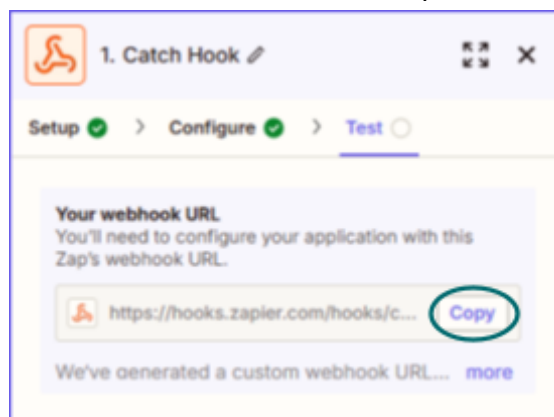 1. Catch Hook
Setup > Configure > Test
Your webhook URL
You'll need to configure your application with this
Zap's webhook URL.
https://hooks.zapier.com/hooks/c... Copy
We've generated a custom webhook URL... more